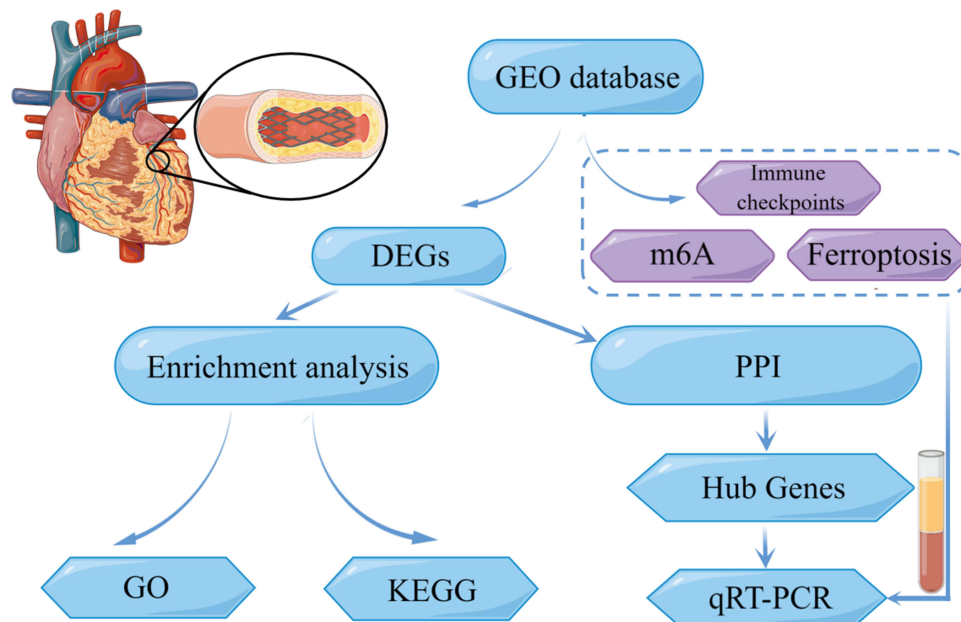 GEO database
Immune
checkpoints
m6A
Ferroptosis
DEGs
Enrichment analysis
PPI
Hub Genes
GO
KEGG
qRT-PCR